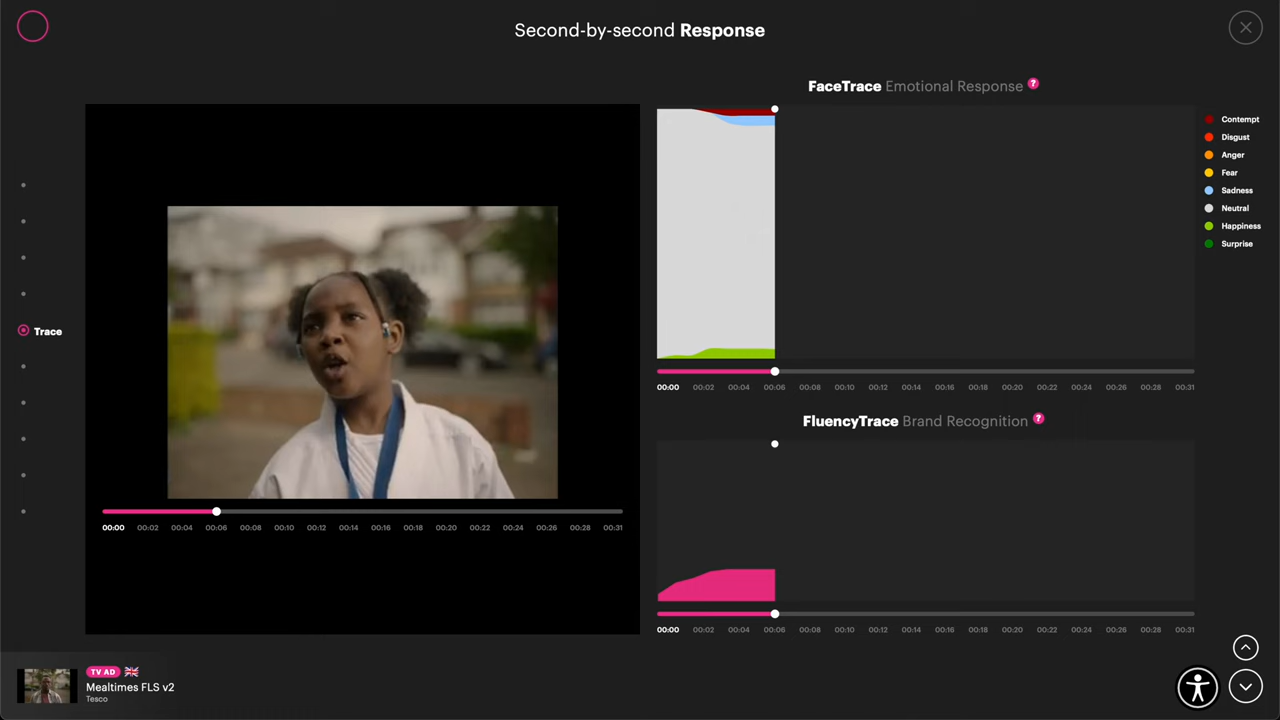 Second-by-second Response
FaceTrace Emotional Response ?
Contempt
Disgust
Anger
Fear
Sadness
Neutral
Happiness
Surprise
Trace
00:00 00:02 00:04 00:06 00:08 00:10 00:12 00:14 00:16 00:18 00:20 00:22 00:24 00:26 00:28 00:31
FluencyTrace Brand Recognition ?
00:00 00:02 00:04 00:06 00:08 00:10 00:12 00:14 00:16 00:18 00:20 00:22 00:24 00:26 00:28 00:31
00:00 00:02 00:04 00:06 00:08 00:10 00:12 00:14 00:16 00:18 00:20 00:22 00:24 00:26 00:28 00:31
TV AD
Mealtimes FLS v2
Tesco